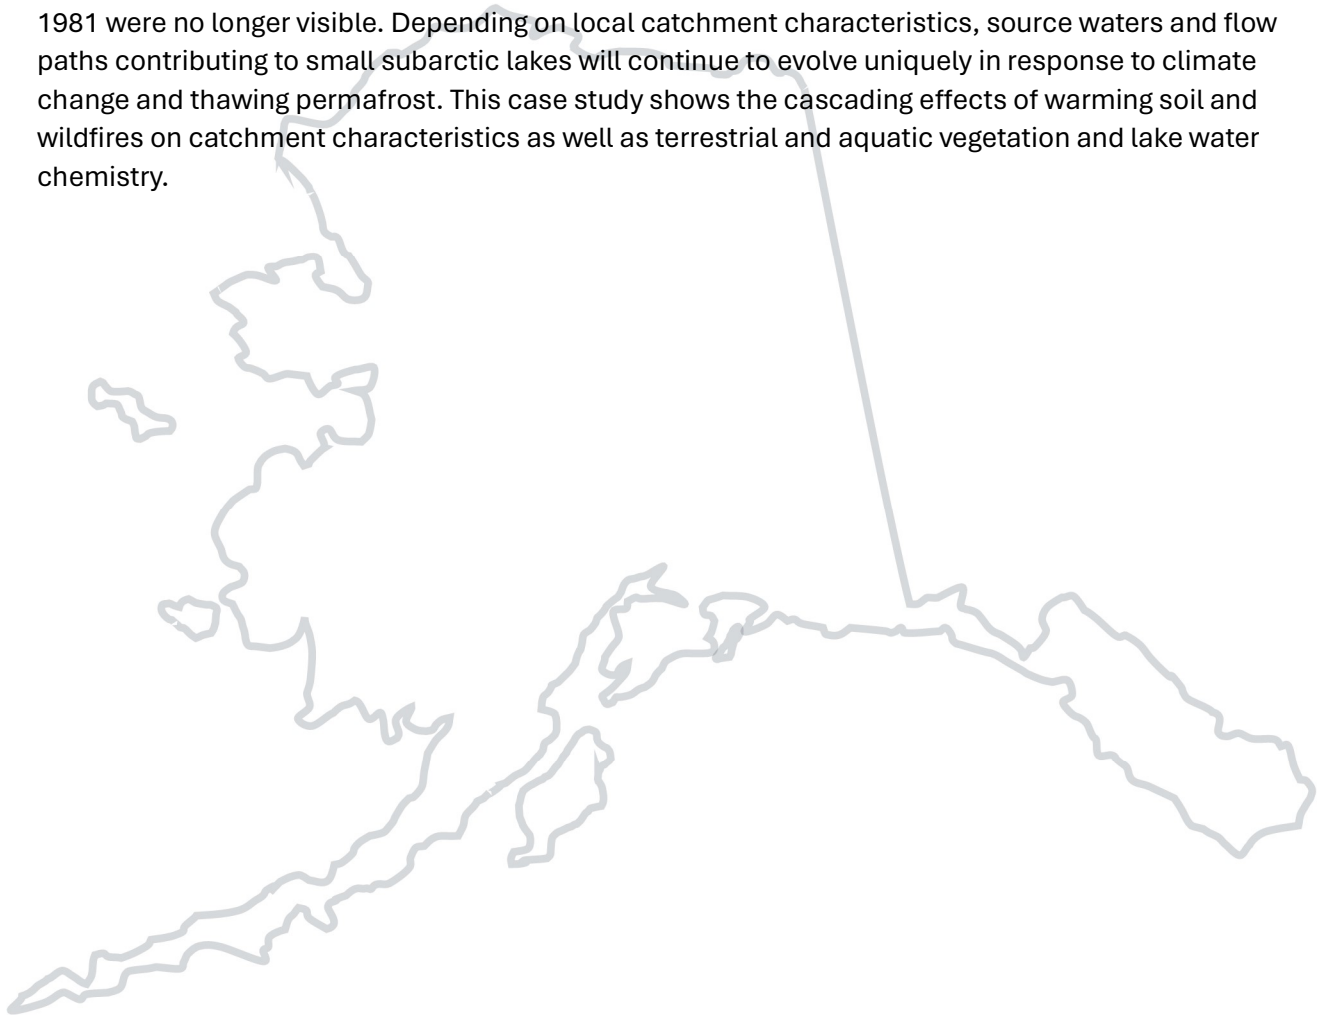 1981 were no longer visible. Depending on local catchment characteristics, source waters and flow
paths contributing to small subarctic lakes will continue to evolve uniquely in response to climate
change and thawing permafrost. This case study shows the cascading effects of warming soil and
wildfires on catchment characteristics as well as terrestrial and aquatic vegetation and lake water
chemistry.